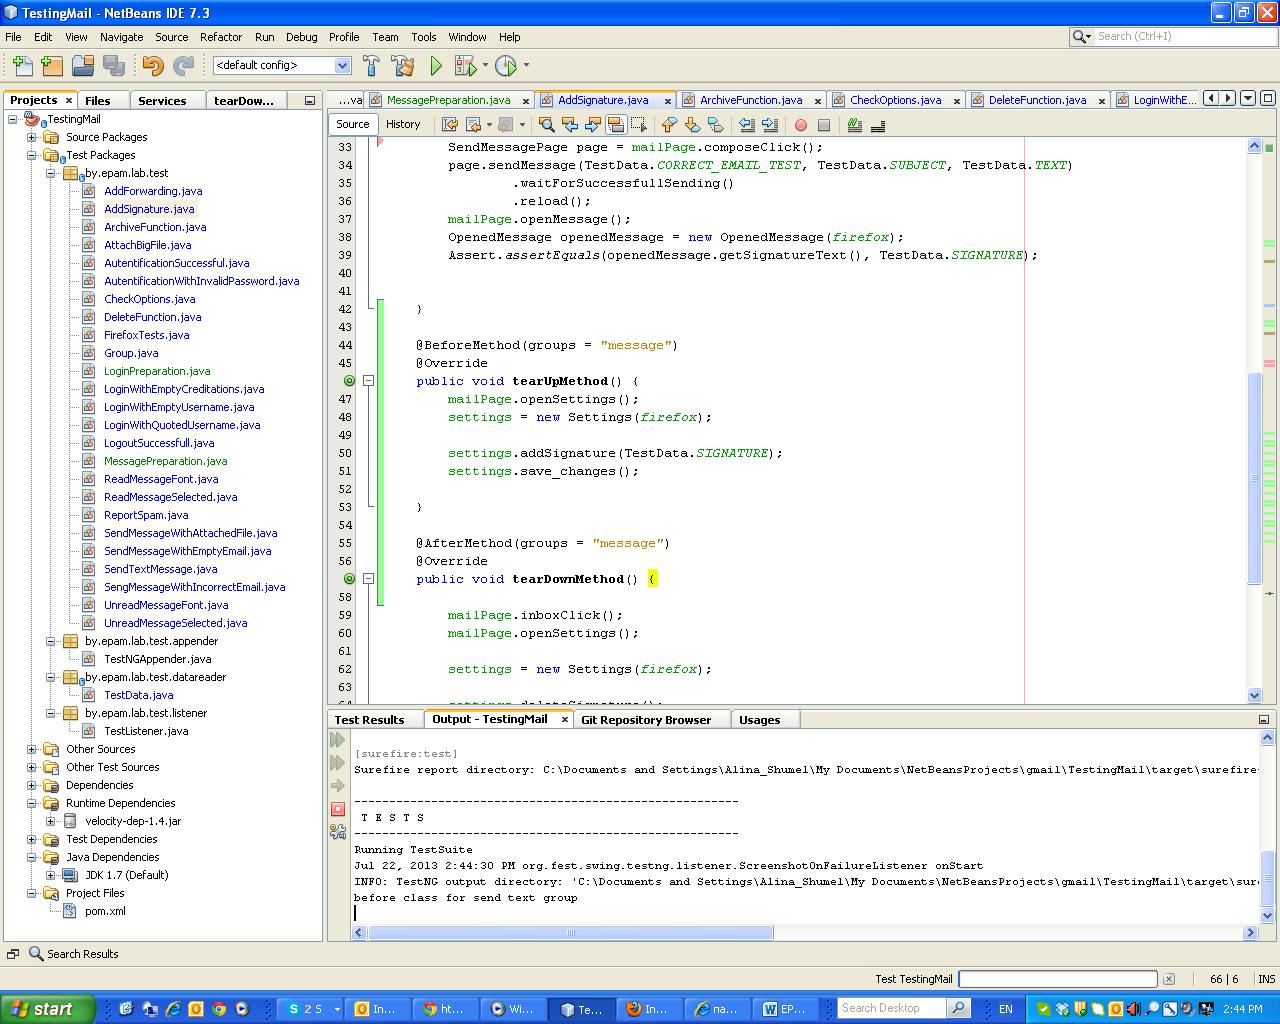 TestingMail - NetBeans IDE 7.3
File Edit View Navigate Source Refactor Run Debug Profile Team Tools Window Help
Search (Ctrl+I)
<default config>
Projects Files Services tearDow...
...va MessagePreparation.java AddSignature.java ArchiveFunction.java CheckOptions.java DeleteFunction.java LoginWithE...
Source History
TestingMail
Source Packages
Test Packages
by.epam.lab.test
AddForwarding.java
AddSignature.java
ArchiveFunction.java
AttachBigFile.java
AutentificationSuccessful.java
AutentificationWithInvalidPassword.java
CheckOptions.java
DeleteFunction.java
FirefoxTests.java
Group.java
LoginPreparation.java
LoginWithEmptyCreditations.java
LoginWithEmptyUsername.java
LoginWithQuotedUsername.java
LogoutSuccessfull.java
MessagePreparation.java
ReadMessageFont.java
ReadMessageSelected.java
ReportSpam.java
SendMessageWithAttachedFile.java
SendMessageWithEmptyEmail.java
SendTextMessage.java
SengMessageWithIncorrectEmail.java
UnreadMessageFont.java
UnreadMessageSelected.java
by.epam.lab.test.appender
TestNGAppender.java
by.epam.lab.test.datareader
TestData.java
by.epam.lab.test.listener
TestListener.java
Other Sources
Other Test Sources
Dependencies
Runtime Dependencies
velocity-dep-1.4.jar
Test Dependencies
Java Dependencies
JDK 1.7 (Default)
Project Files
pom.xml
33 SendMessagePage page = mailPage.composeClick();
34 page.sendMessage(TestData.CORRECT_EMAIL_TEST, TestData.SUBJECT, TestData.TEXT)
35 .waitForSuccessfullSending()
36 .reload();
37 mailPage.openMessage();
38 OpenedMessage openedMessage = new OpenedMessage(firefox);
39 Assert.assertEquals(openedMessage.getSignatureText(), TestData.SIGNATURE);
40
41
42 }
43
44 @BeforeMethod(groups = "message")
45 @Override
public void tearUpMethod() {
47 mailPage.openSettings();
48 settings = new Settings(firefox);
49
50 settings.addSignature(TestData.SIGNATURE);
51 settings.save_changes();
52
53 }
54
55 @AfterMethod(groups = "message")
56 @Override
public void tearDownMethod() {
58
59 mailPage.inboxClick();
60 mailPage.openSettings();
61
62 settings = new Settings(firefox);
63
Test Results Output - TestingMail Git Repository Browser Usages
[surefire:test]
Surefire report directory: C:\Documents and Settings\Alina_Shumel\My Documents\NetBeansProjects\gmail\TestingMail\target\surefire-
-------------------------------------------------------
T E S T S
-------------------------------------------------------
Running TestSuite
Jul 22, 2013 2:44:30 PM org.fest.swing.testng.listener.ScreenshotOnFailureListener onStart
INFO: TestNG output directory: 'C:\Documents and Settings\Alina_Shumel\My Documents\NetBeansProjects\gmail\TestingMail\target\sure
before class for send text group
Search Results
Test TestingMail 66 | 6 INS
start 2 S In... ht... Wi... Te... In... na... EP... Search Desktop EN 2:44 PM